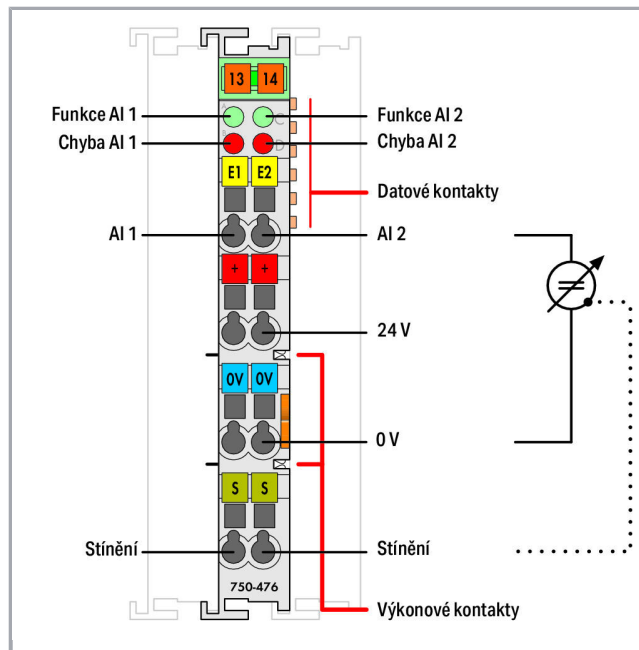 13 14
Funkce AI 1
A
C
Funkce AI 2
Chyba AI 1
B
D
Chyba AI 2
E1 E2
Datové kontakty
AI 1
AI 2
+ +
24 V
0V 0V
0 V
S S
Stínění
Stínění
750-476
Výkonové kontakty